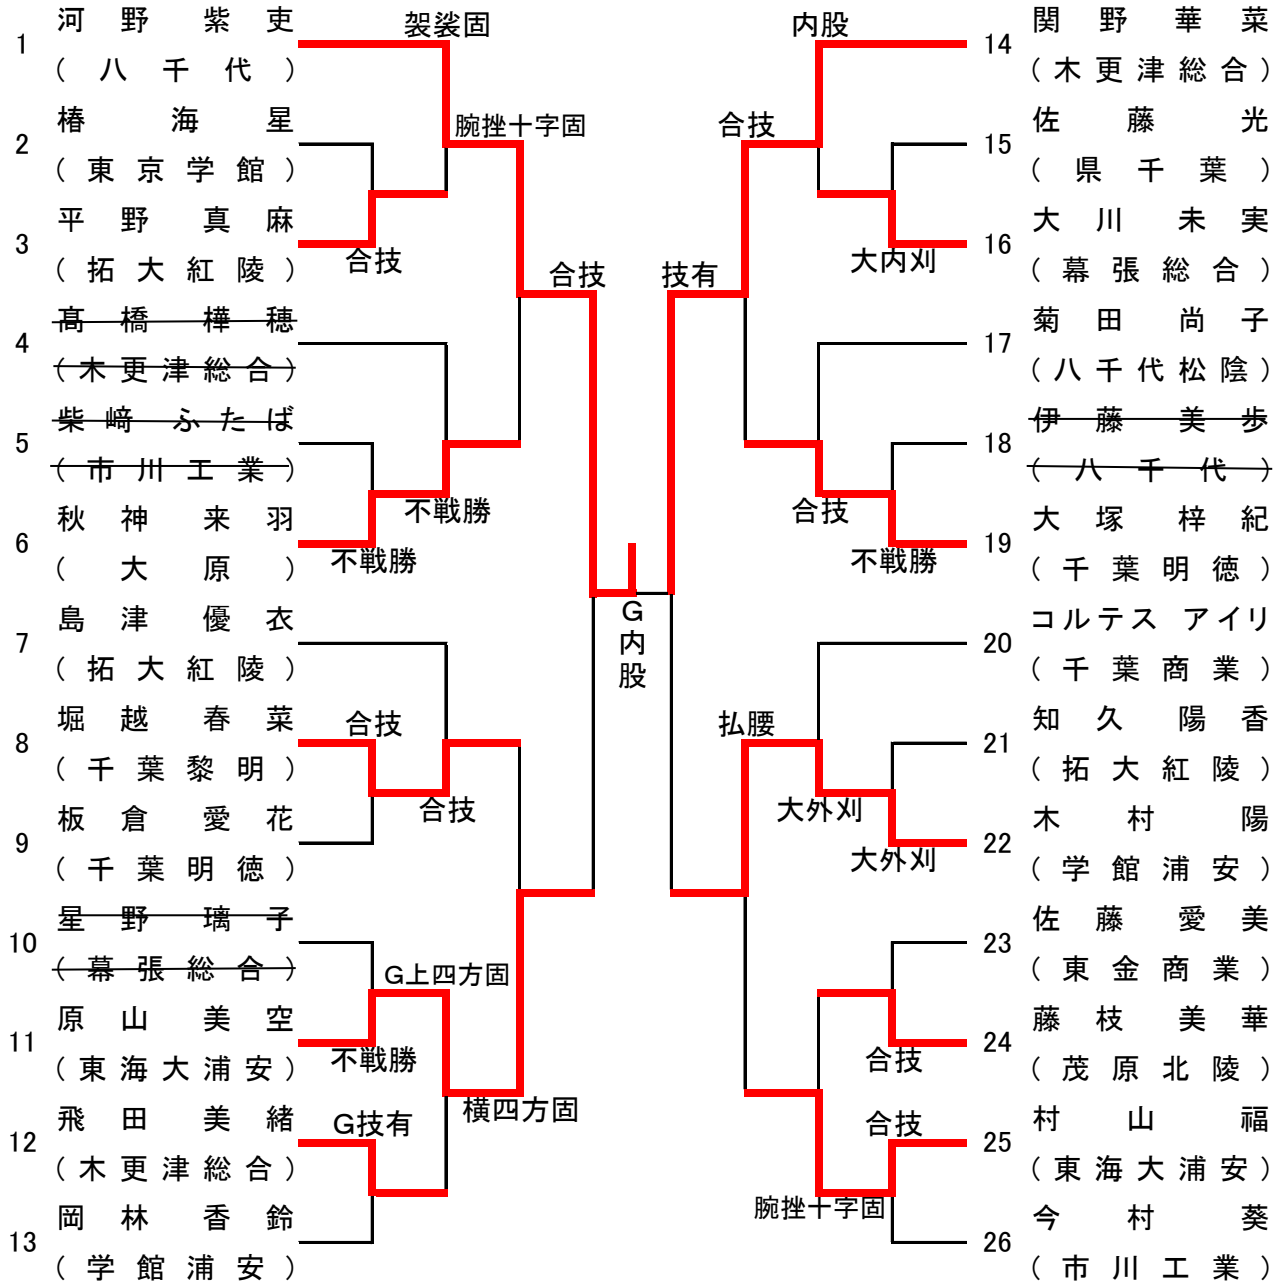 1 河野 紫吏
(八千代)
2 椿 海星
(東京学館)
3 平野 真麻
(拓大紅陵)
4 髙橋 樺穂
(木更津総合)
5 柴﨑 ふたば
(市川工業)
6 秋神 来羽
(大原)
7 島津 優衣
(拓大紅陵)
8 堀越 春菜
(千葉黎明)
9 板倉 愛花
(千葉明徳)
10 星野 璃子
(幕張総合)
11 原山 美空
(東海大浦安)
12 飛田 美緒
(木更津総合)
13 岡林 香鈴
(学館浦安)
袈裟固
腕挫十字固
合技
合技
不戦勝
不戦勝
合技
合技
G上四方固
不戦勝
横四方固
G技有
G内股
内股
合技
大内刈
技有
合技
不戦勝
払腰
大外刈
大外刈
合技
合技
腕挫十字固
14 関野 華菜
(木更津総合)
15 佐藤 光
(県千葉)
16 大川 未実
(幕張総合)
17 菊田 尚子
(八千代松陰)
18 伊藤 美歩
(八千代)
19 大塚 梓紀
(千葉明徳)
20 コルテス アイリ
(千葉商業)
21 知久 陽香
(拓大紅陵)
22 木村 陽
(学館浦安)
23 佐藤 愛美
(東金商業)
24 藤枝 美華
(茂原北陵)
25 村山 福
(東海大浦安)
26 今村 葵
(市川工業)